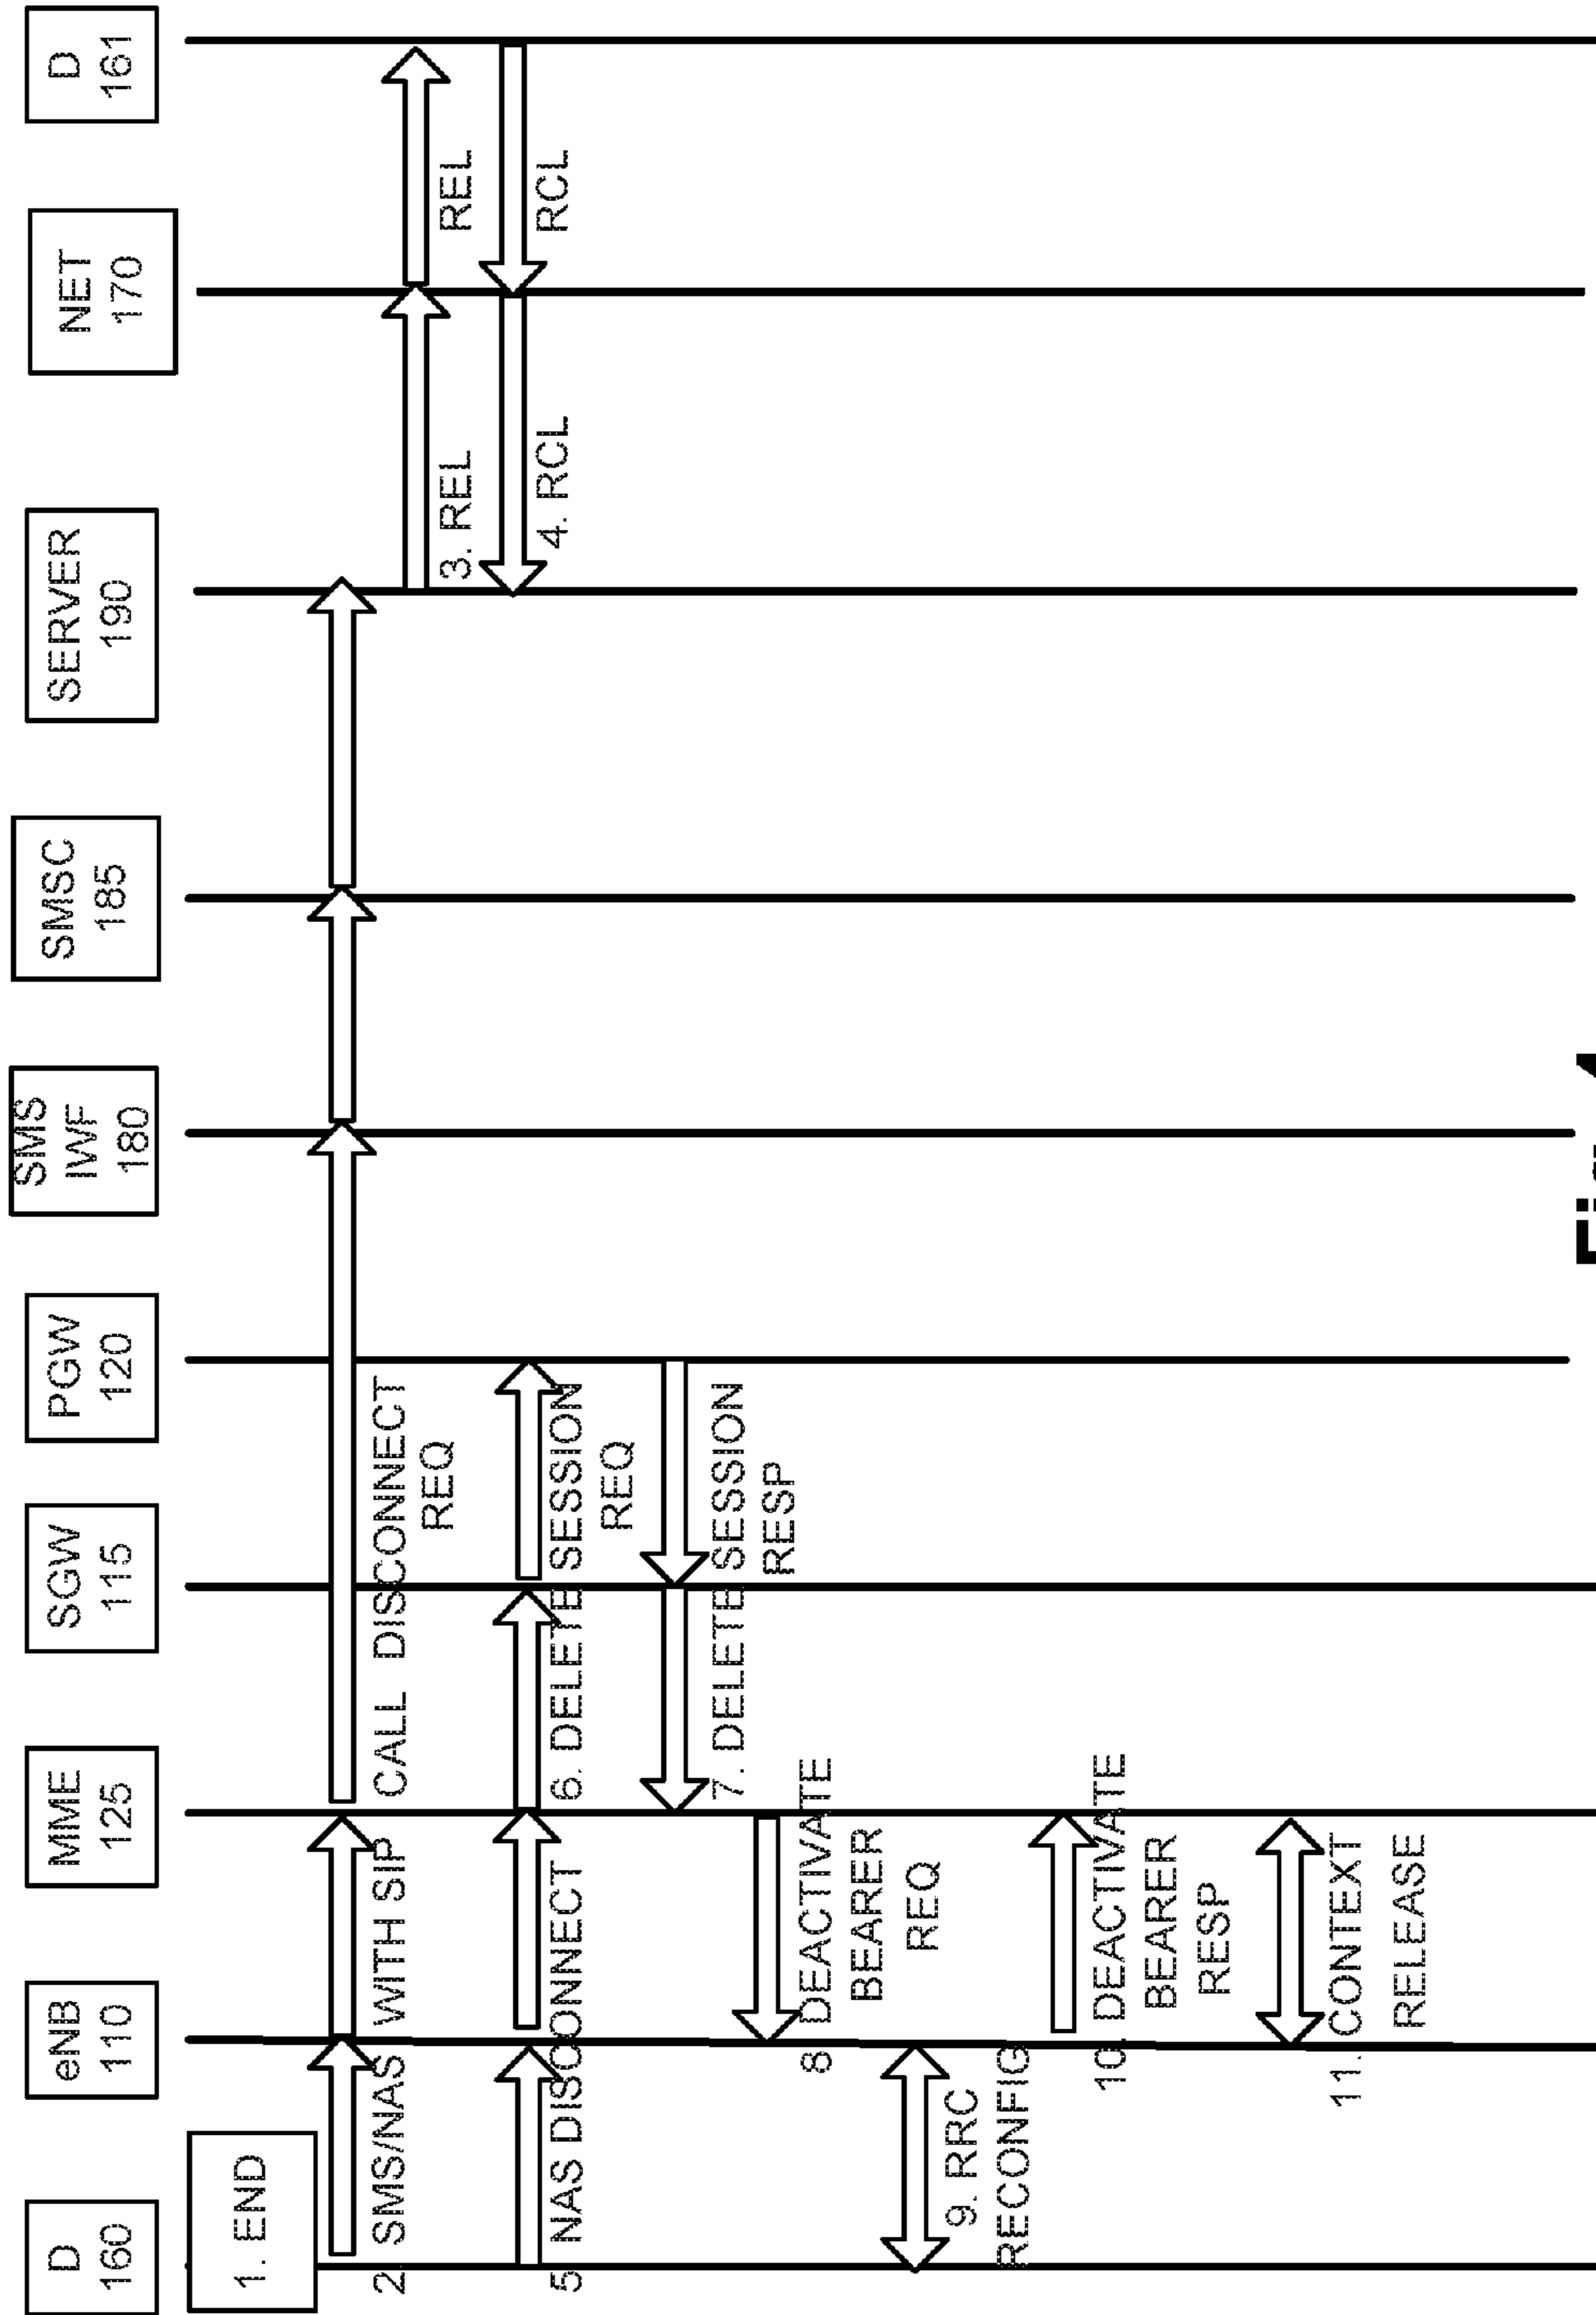 D
160
eNB
110
MME
125
SGW
115
PGW
120
SMS
IWF
180
SMSC
185
SERVER
190
NET
170
D
161
1. END
2. SMS/NAS WITH SIP CALL DISCONNECT
REQ
3. REL
REL
4. RCL
RCL
5. NAS DISCONNECT
6. DELETE SESSION
REQ
7. DELETE SESSION
RESP
8. DEACTIVATE
BEARER
REQ
9. RRC
RECONFIG
10. DEACTIVATE
BEARER
RESP
11. CONTEXT
RELEASE